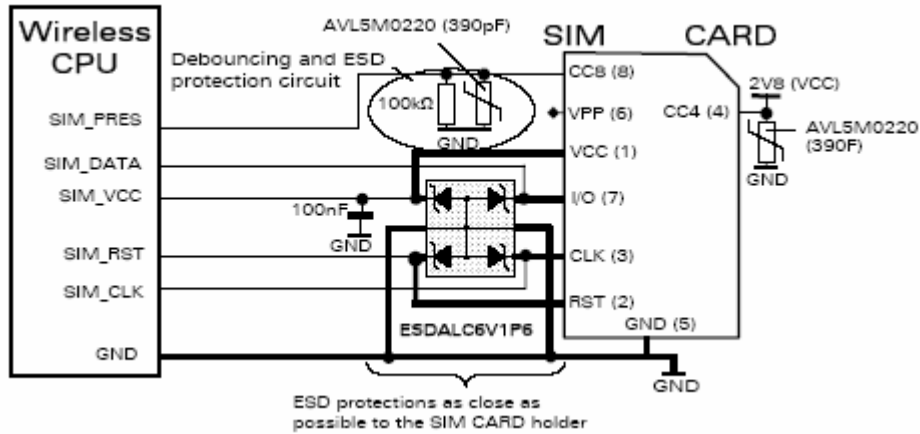 Wireless
CPU
AVL5M0220 (390pF)
Debouncing and ESD
protection circuit
SIM CARD
CC8 (8)
2V8 (VCC)
100kΩ
SIM_PRES
VPP (6)
CC4 (4)
AVL5M0220
(390F)
GND
VCC (1)
SIM_DATA
GND
SIM_VCC
I/O (7)
100nF
GND
SIM_RST
CLK (3)
SIM_CLK
RST (2)
ESDALC6V1P6
GND (5)
GND
GND
ESD protections as close as
possible to the SIM CARD holder